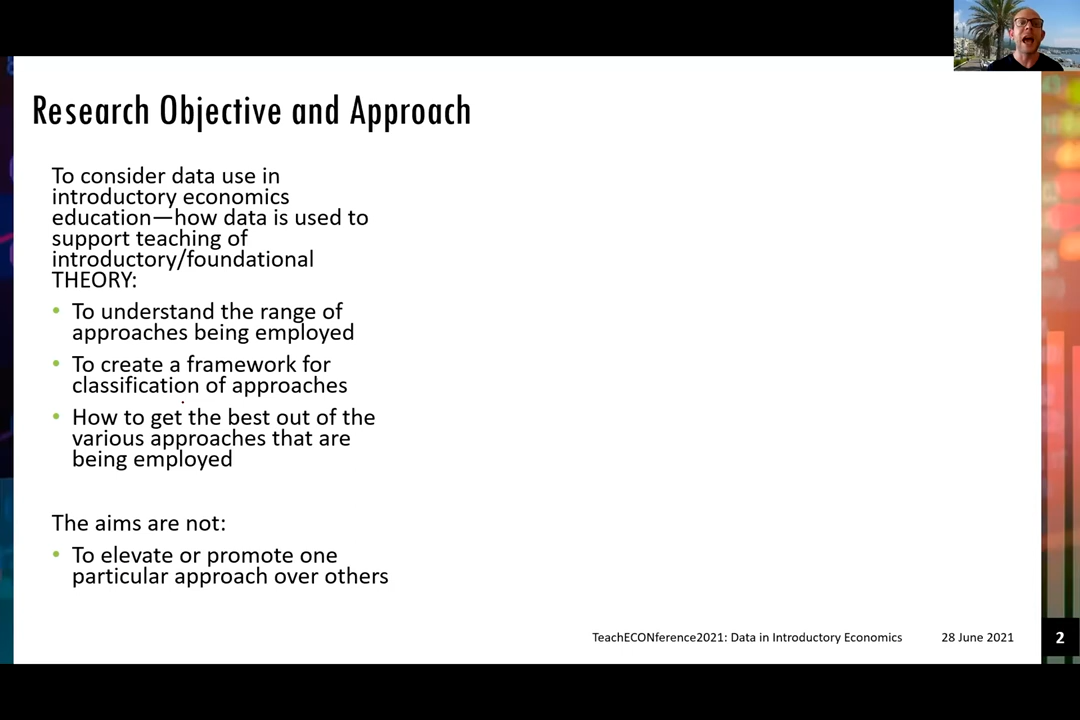 Research Objective and Approach
To consider data use in
introductory economics
education—how data is used to
support teaching of
introductory/foundational
THEORY:
• To understand the range of
approaches being employed
• To create a framework for
classification of approaches
• How to get the best out of the
various approaches that are
being employed
The aims are not:
• To elevate or promote one
particular approach over others
TeachECONference2021: Data in Introductory Economics 28 June 2021 2